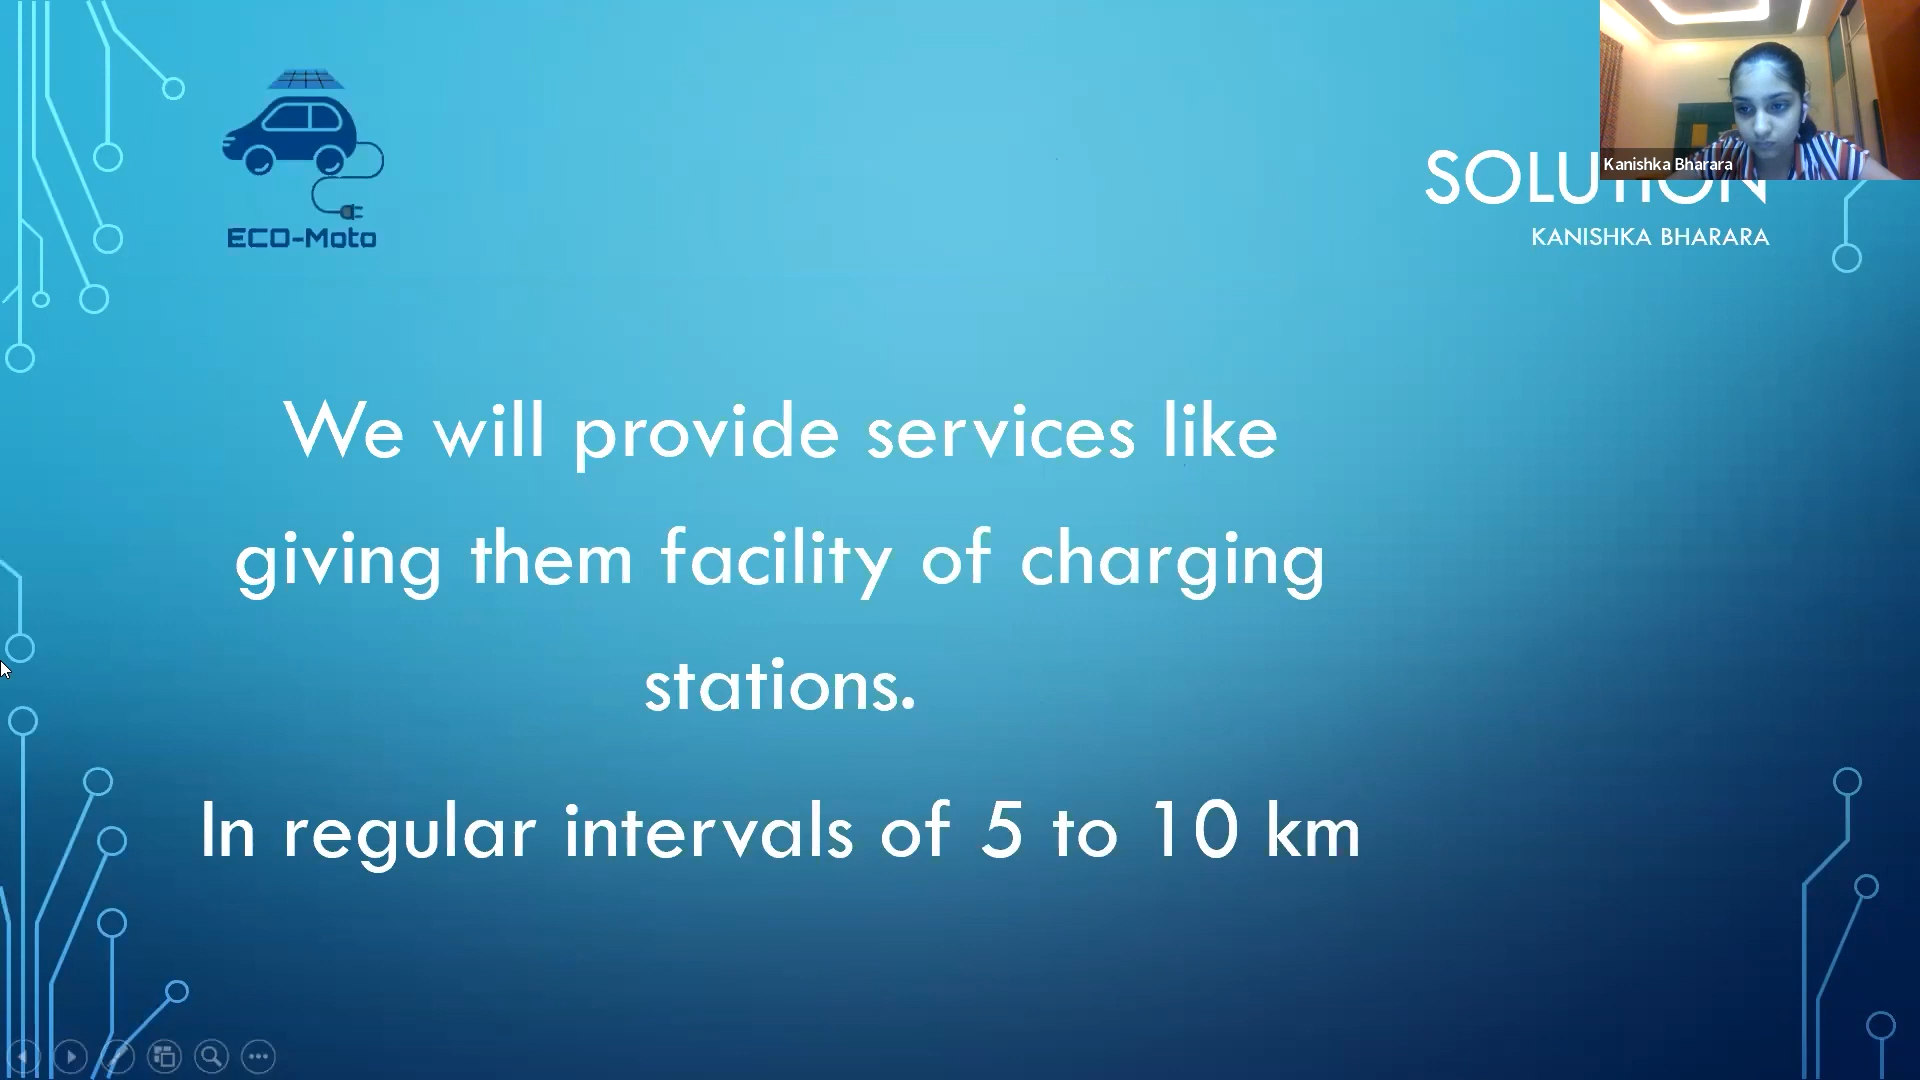 ECO-Moto
SOLUTION
Kanishka Bharara
KANISHKA BHARARA
We will provide services like
giving them facility of charging
stations.
In regular intervals of 5 to 10 km